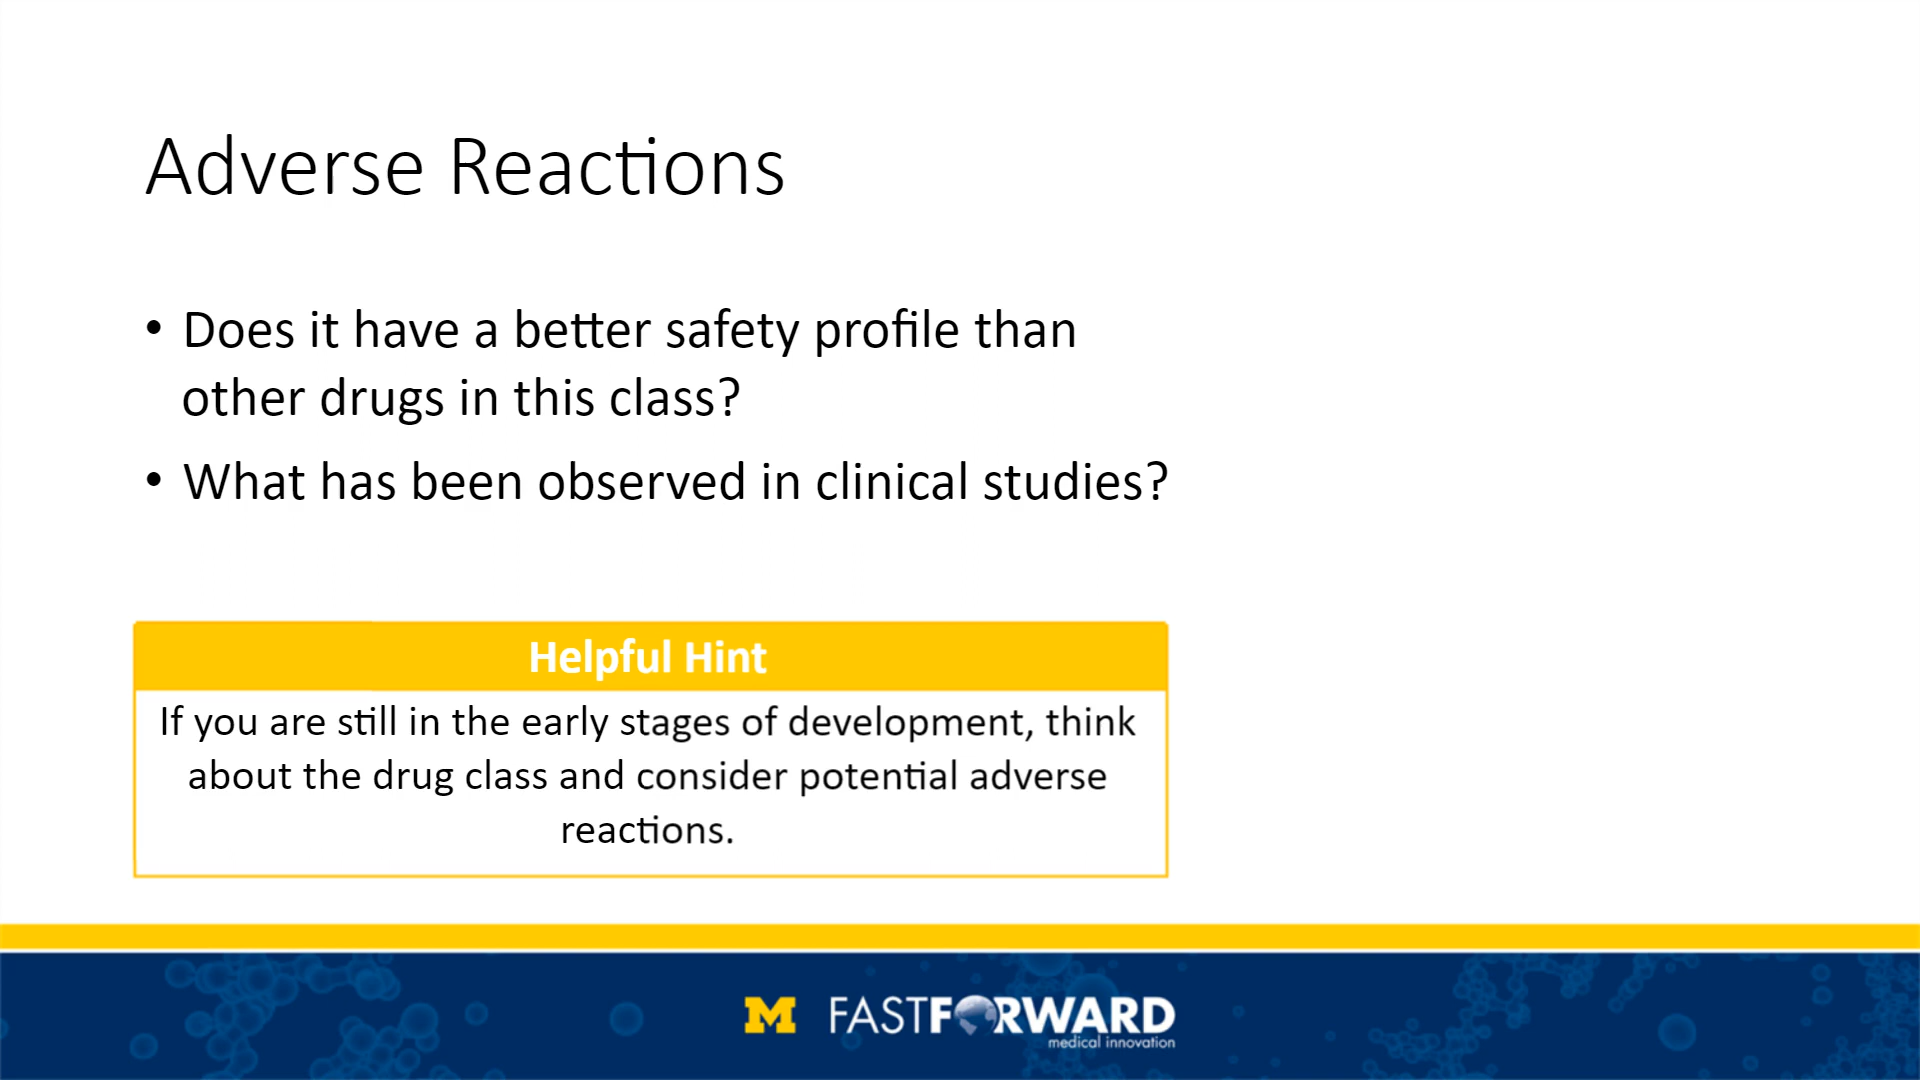 Adverse Reactions
• Does it have a better safety profile than
other drugs in this class?
• What has been observed in clinical studies?
Helpful Hint
If you are still in the early stages of development, think
about the drug class and consider potential adverse
reactions.
M FASTFORWARD
medical innovation